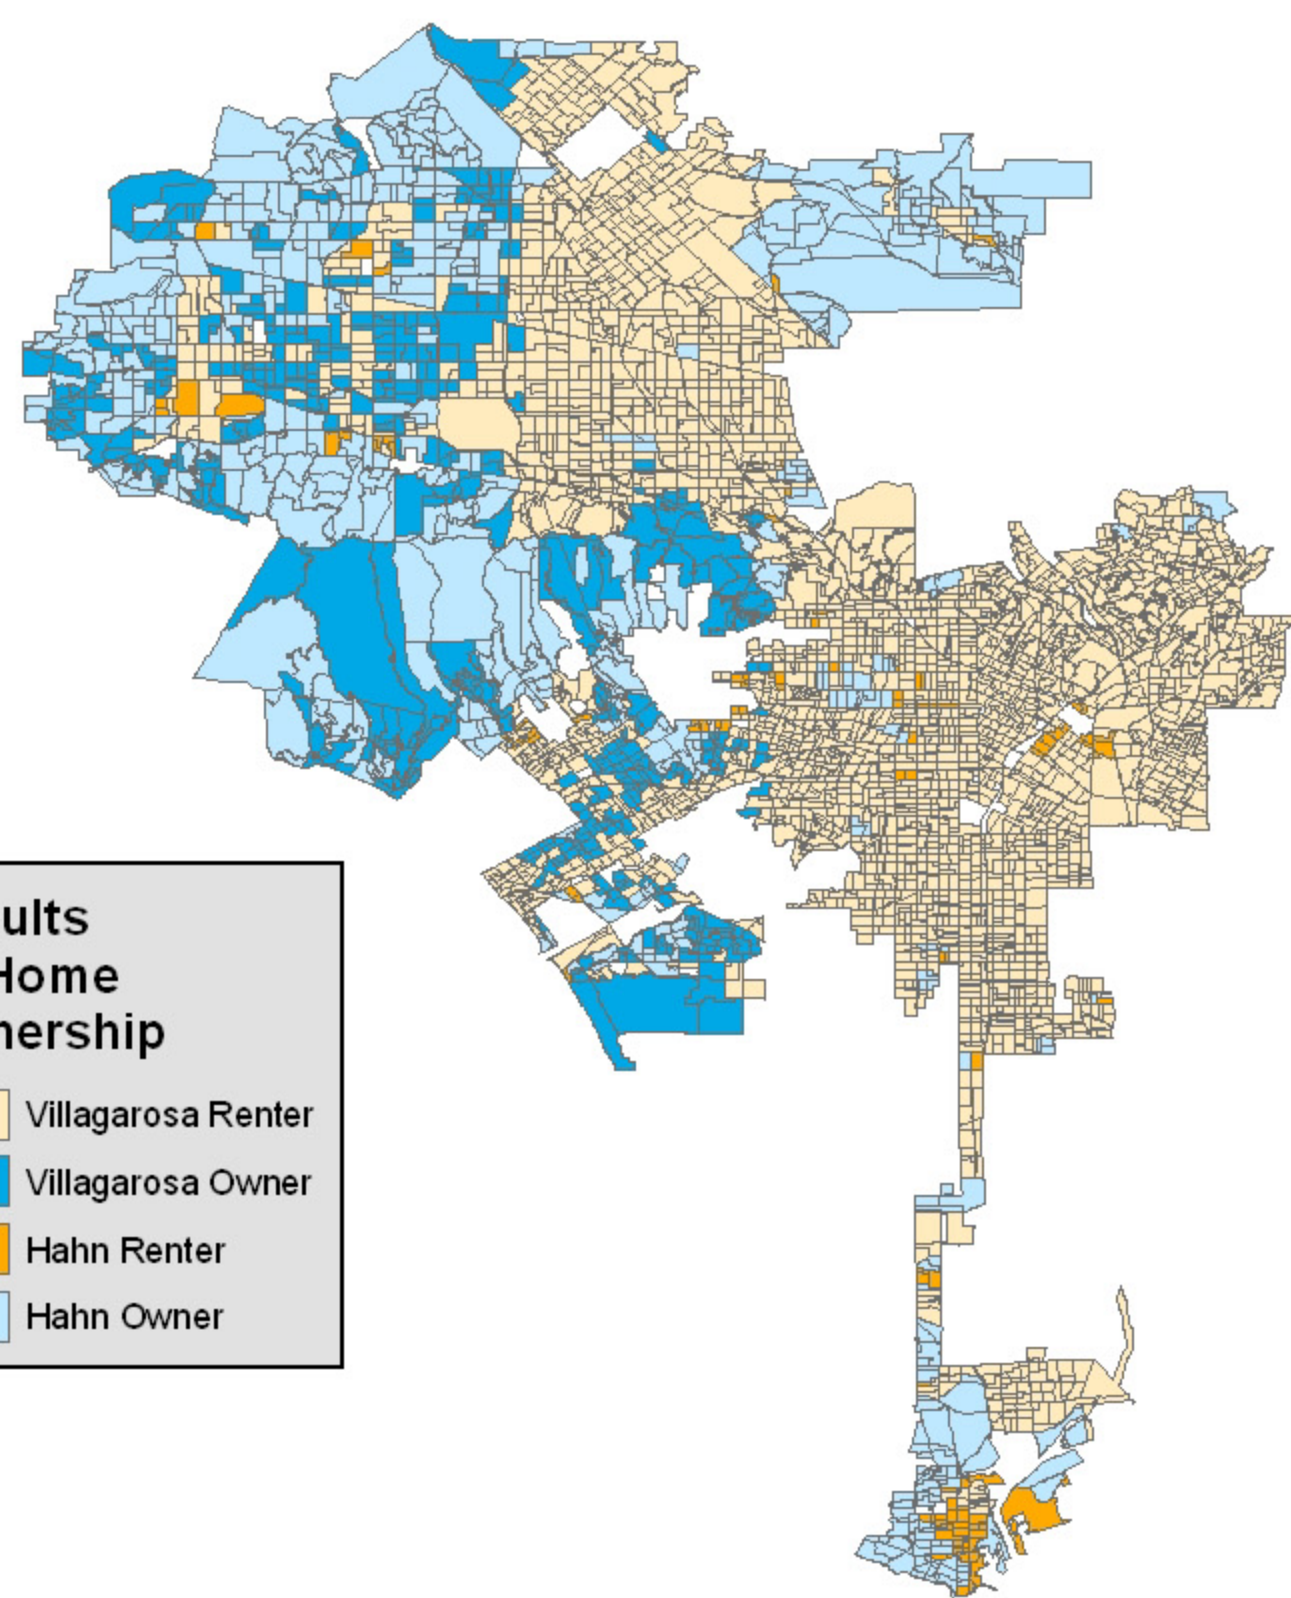 ults
Home
nership
Villagarosa Renter
Villagarosa Owner
Hahn Renter
Hahn Owner